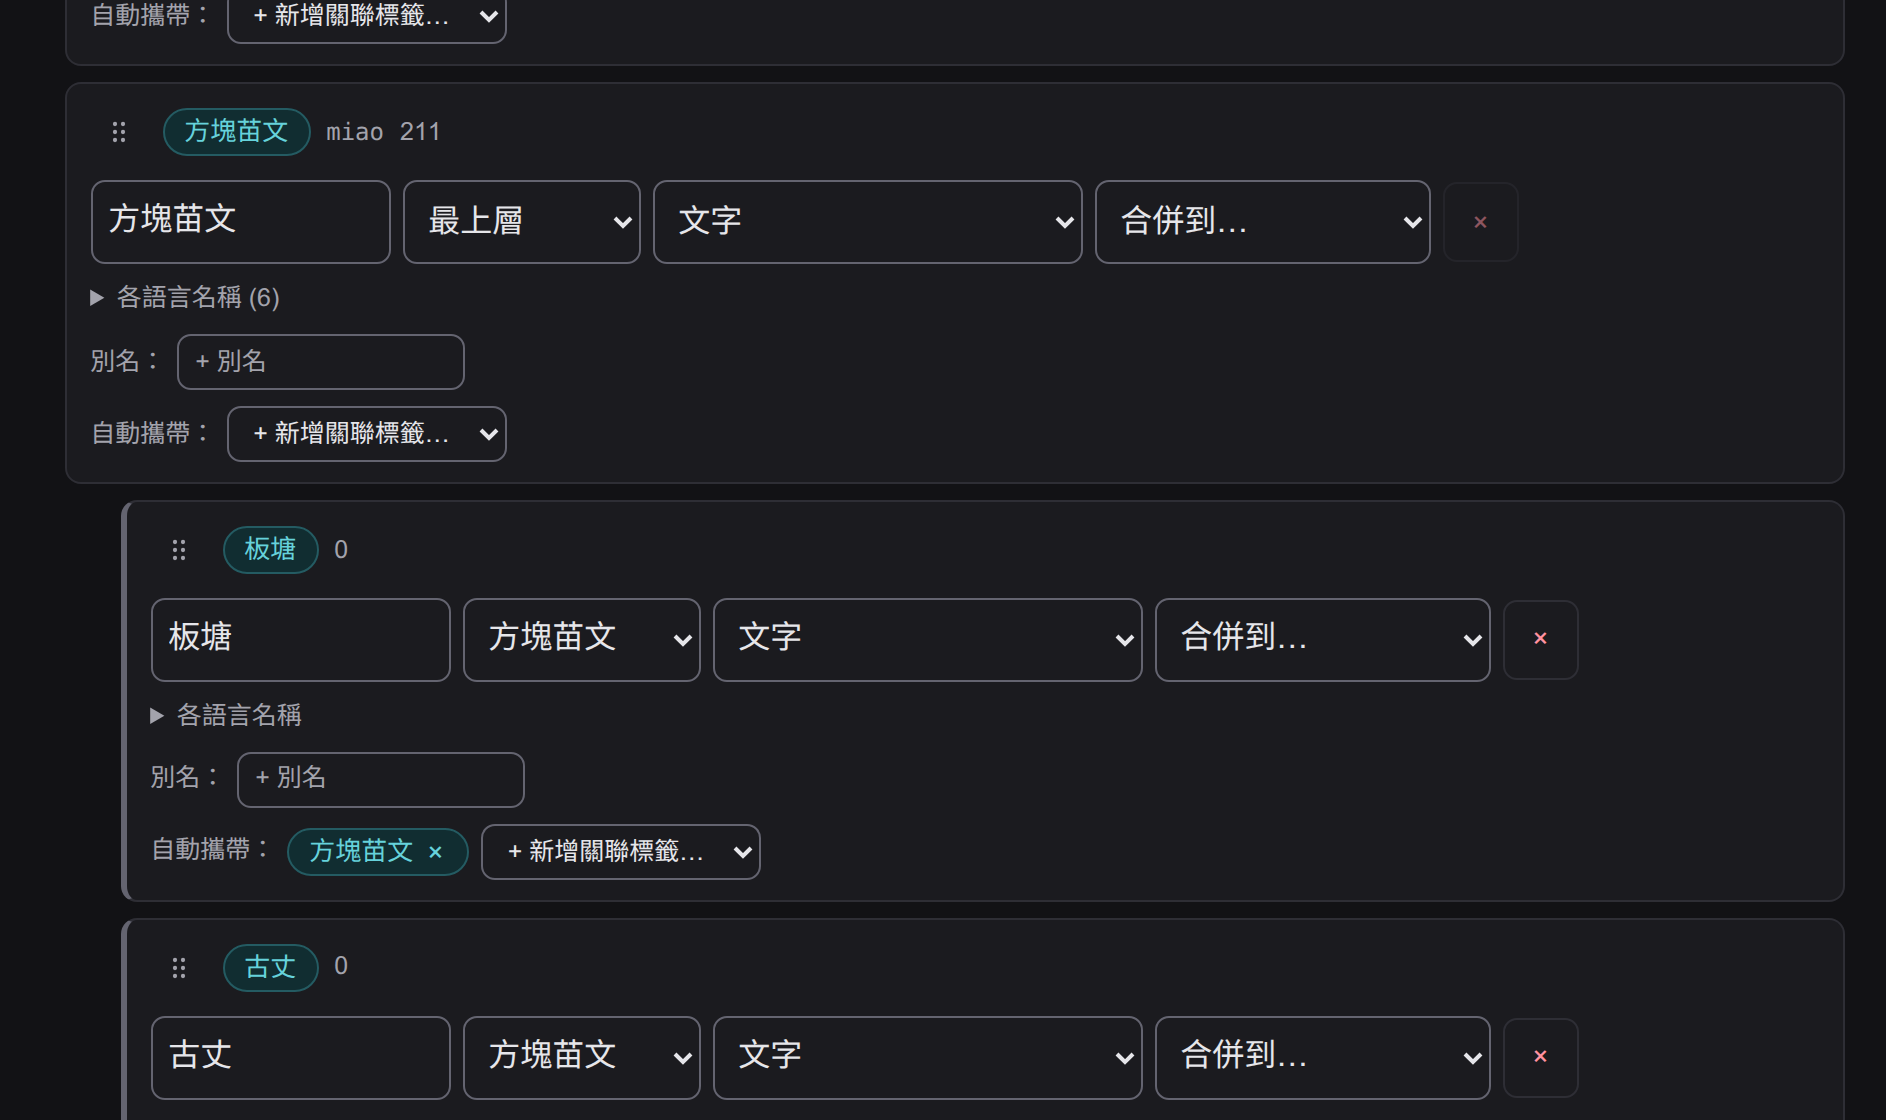 自動攜帶： + 新增關聯標籤…
方塊苗文 miao 211
方塊苗文 最上層 文字 合併到… ×
▶ 各語言名稱 (6)
別名： + 別名
自動攜帶： + 新增關聯標籤…
板塘 0
板塘 方塊苗文 文字 合併到… ×
▶ 各語言名稱
別名： + 別名
自動攜帶： 方塊苗文 × + 新增關聯標籤…
古丈 0
古丈 方塊苗文 文字 合併到… ×